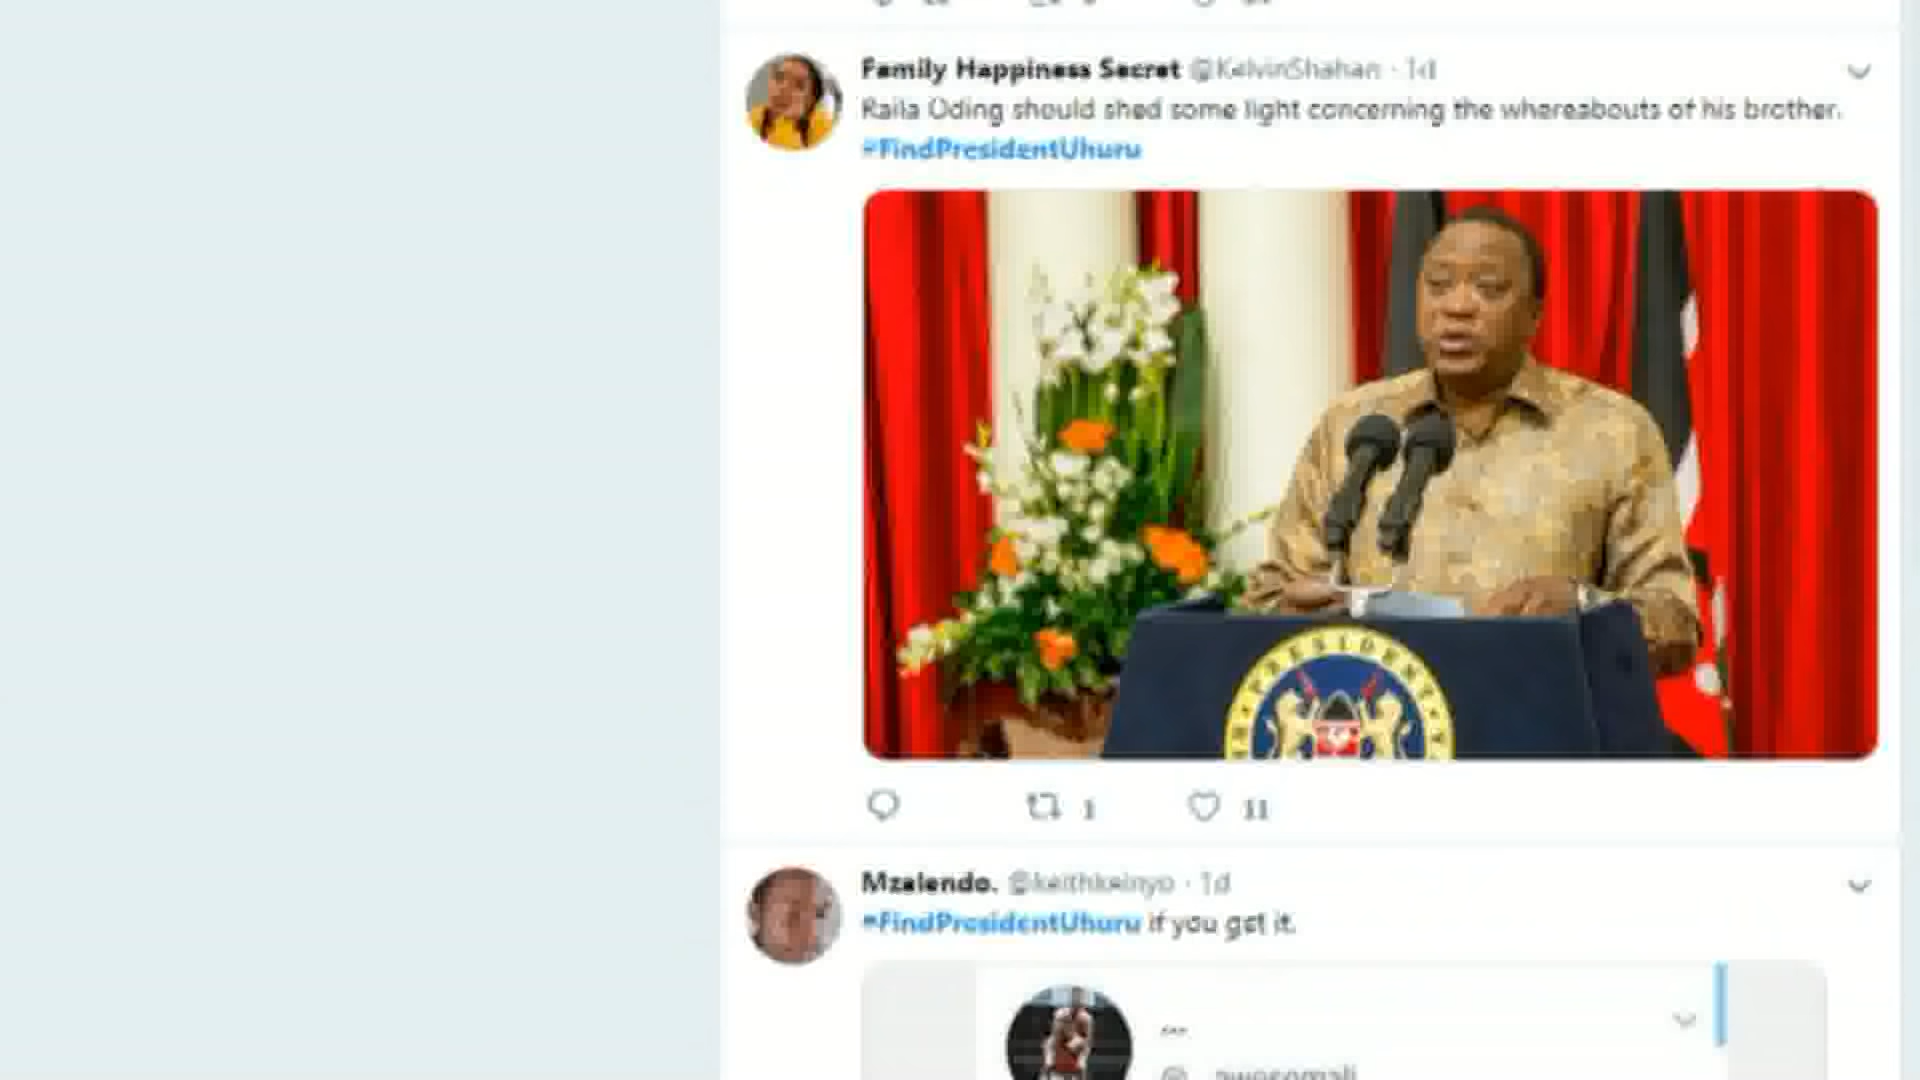 Family Happiness Secret @KelvinShahan · 1d
Raila Oding should shed some light concerning the whereabouts of his brother.
#FindPresidentUhuru
PRESIDENT
1 11
Mzalendo. @keithkeinyo · 1d
#FindPresidentUhuru if you get it.
...